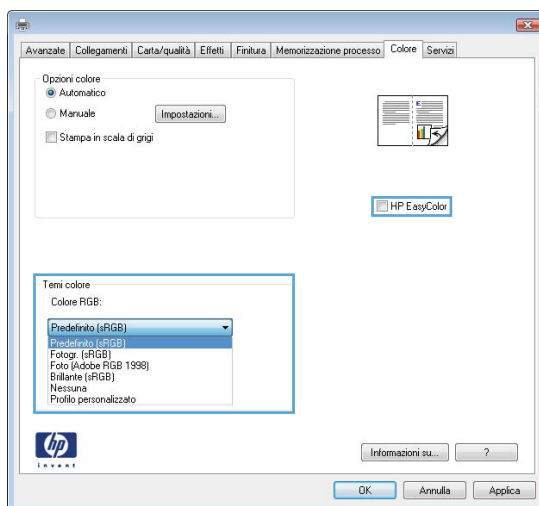 Avanzate Collegamenti Carta/qualità Effetti Finitura Memorizzazione processo Colore Servizi
Opzioni colore
Automatico
Manuale Impostazioni...
Stampa in scala di grigi
HP EasyColor
Temi colore
Colore RGB:
Predefinito (sRGB)
Predefinito (sRGB)
Fotogr. (sRGB)
Foto (Adobe RGB 1998)
Brillante (sRGB)
Nessuna
Profilo personalizzato
hp
invent
Informazioni su... ?
OK Annulla Applica